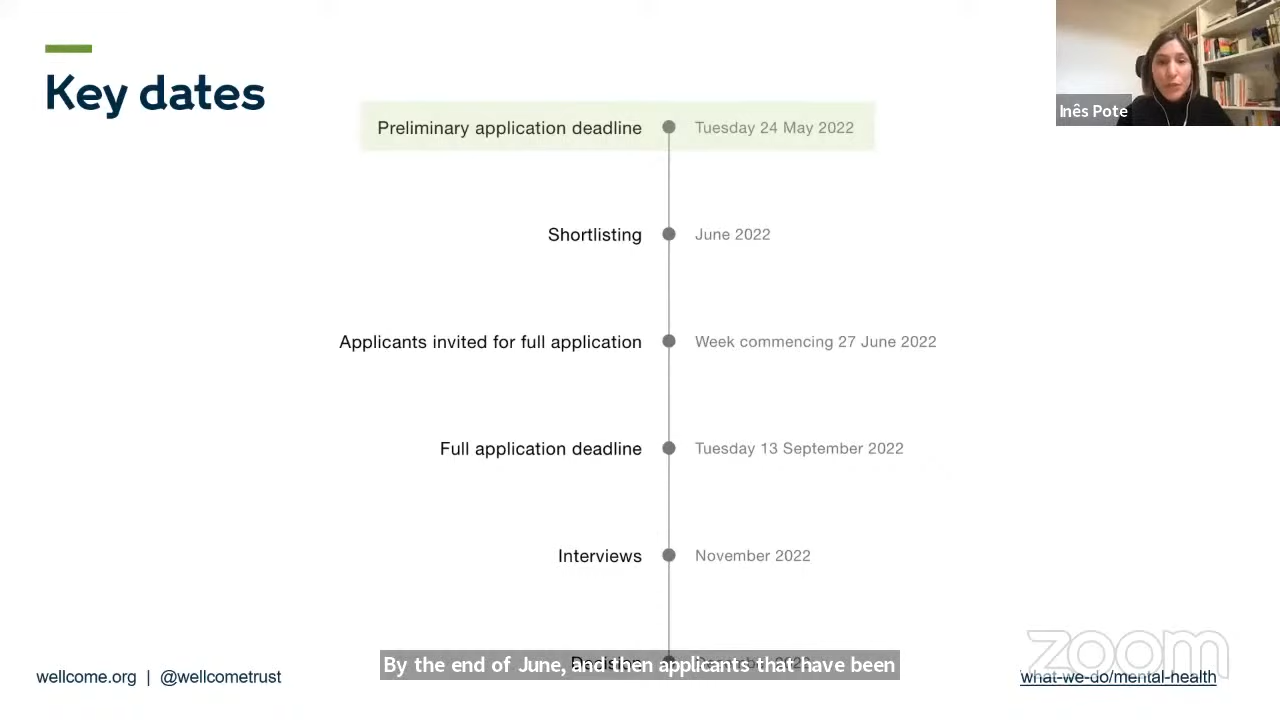 Key dates
Inês Pote
Preliminary application deadline Tuesday 24 May 2022
Shortlisting June 2022
Applicants invited for full application Week commencing 27 June 2022
Full application deadline Tuesday 13 September 2022
Interviews November 2022
By the end of June, and then applicants that have been
zoom
wellcome.org | @wellcometrust
what-we-do/mental-health